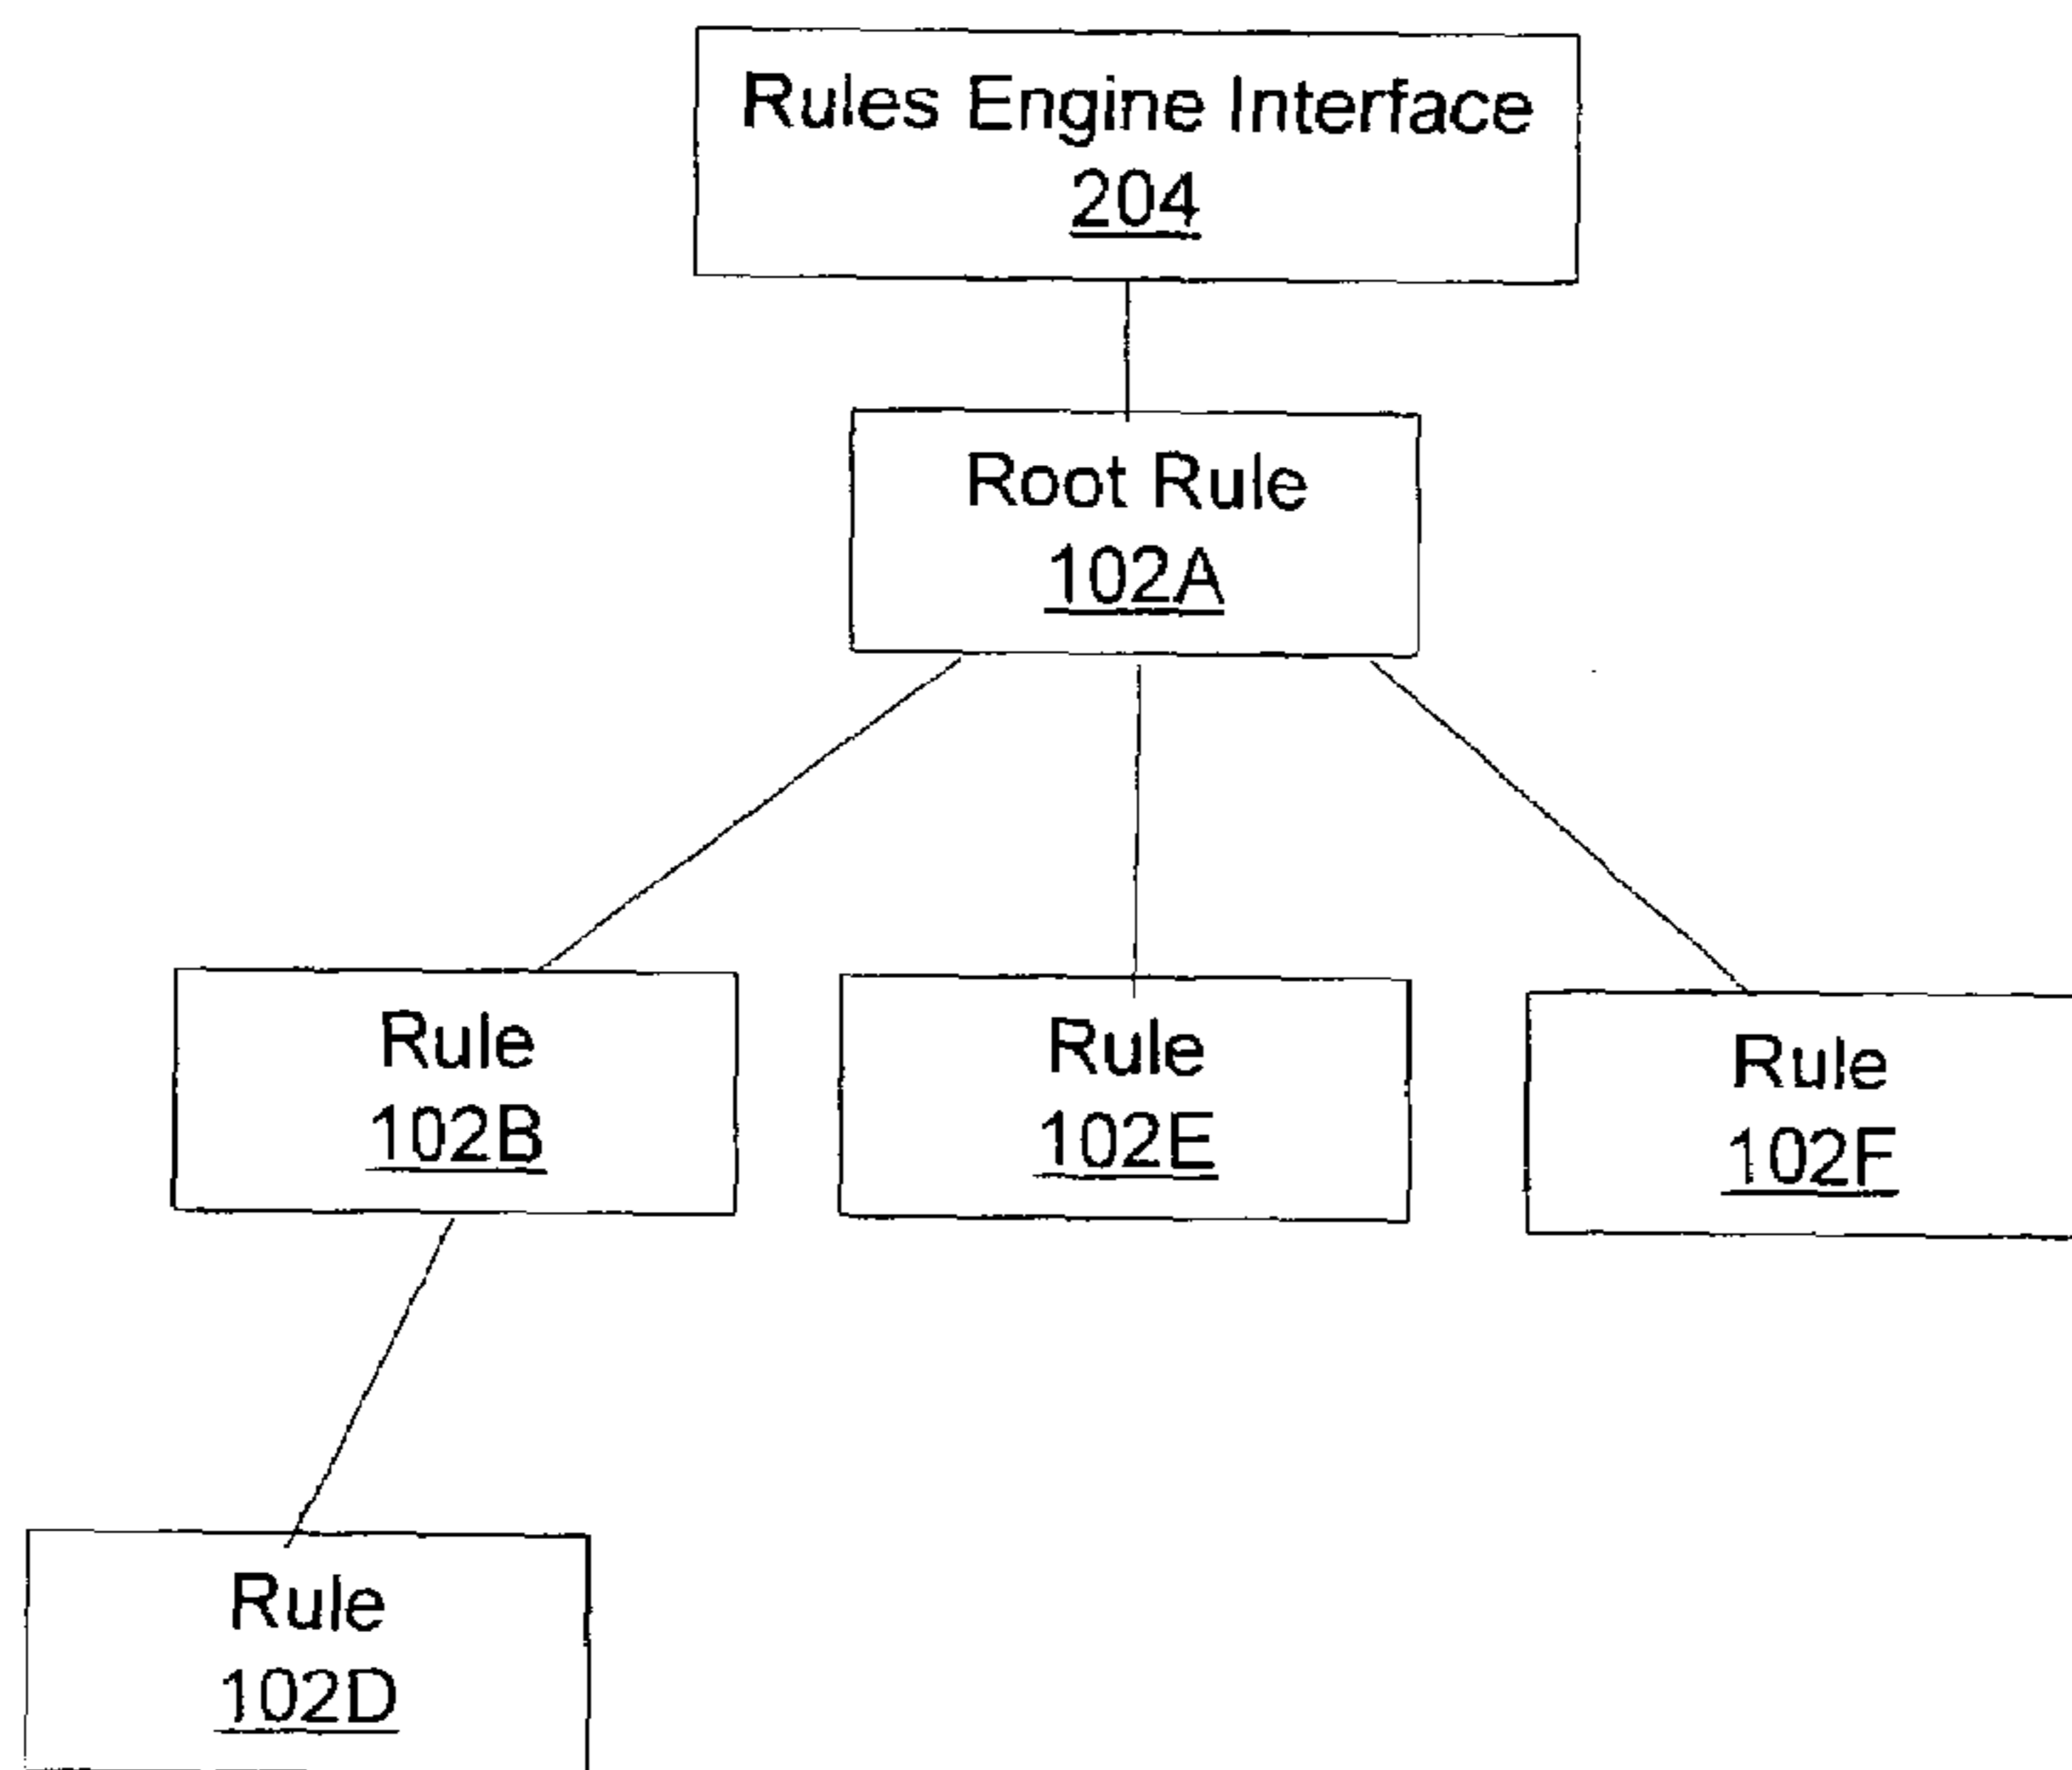 Rules Engine Interface
204
Root Rule
102A
Rule
102B
Rule
102E
Rule
102F
Rule
102D